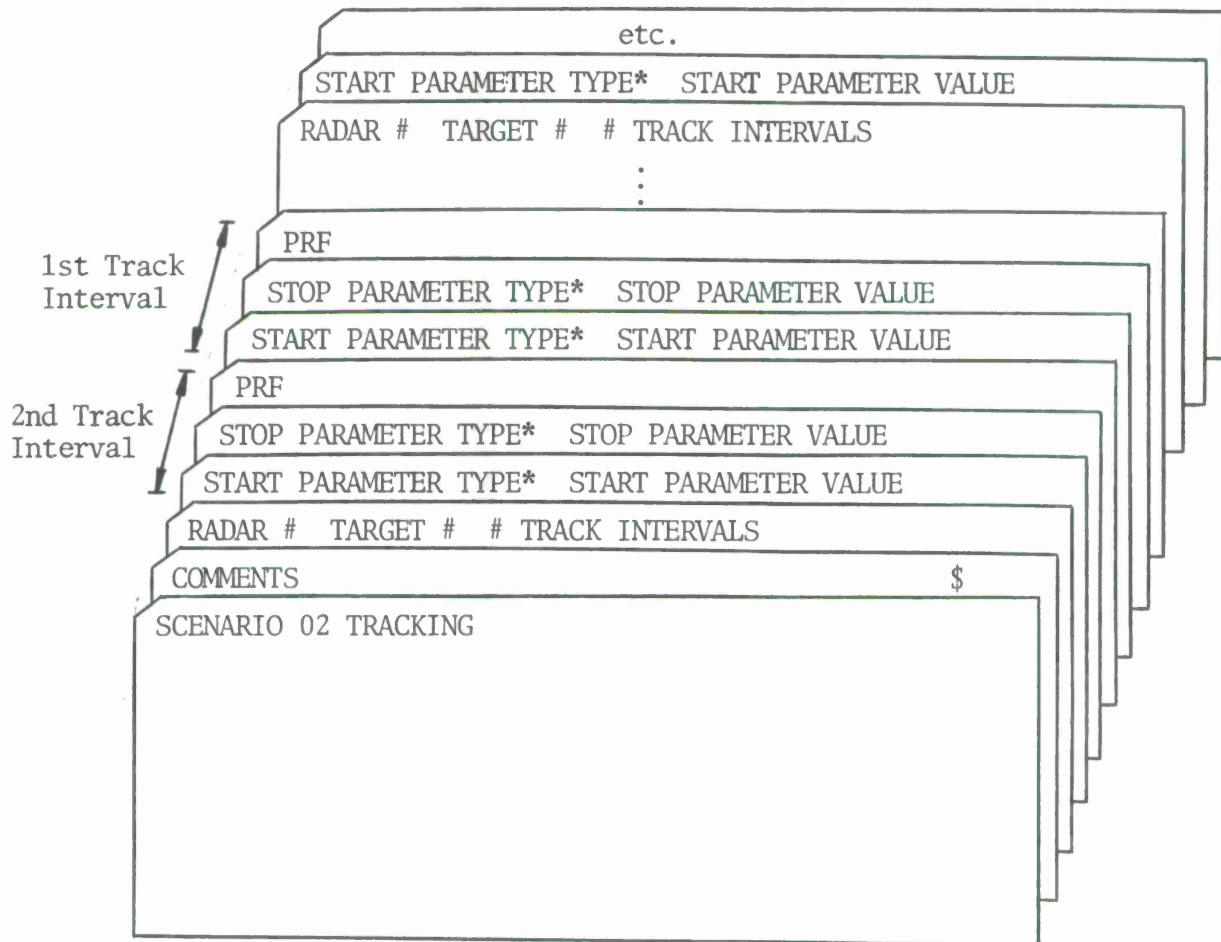 etc.
START PARAMETER TYPE* START PARAMETER VALUE
RADAR # TARGET # # TRACK INTERVALS
PRF
1st Track
Interval
STOP PARAMETER TYPE* STOP PARAMETER VALUE
START PARAMETER TYPE* START PARAMETER VALUE
PRF
2nd Track
Interval
STOP PARAMETER TYPE* STOP PARAMETER VALUE
START PARAMETER TYPE* START PARAMETER VALUE
RADAR # TARGET # # TRACK INTERVALS
COMMENTS $
SCENARIO 02 TRACKING